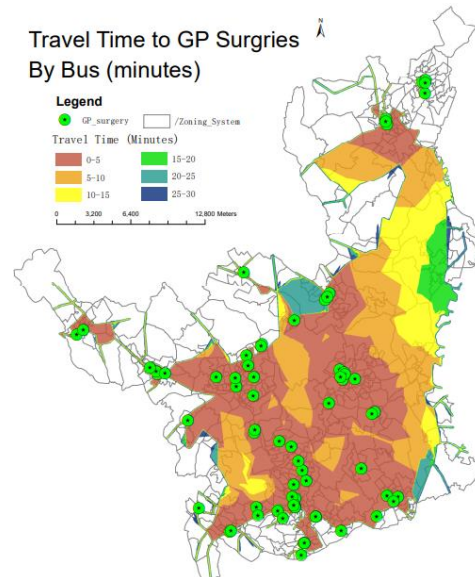 Travel Time to GP Surgries
By Bus (minutes)
N
Legend
GP_surgery /Zoning_System
Travel Time (Minutes)
0-5 15-20
5-10 20-25
10-15 25-30
0 3,200 6,400 12,800 Meters